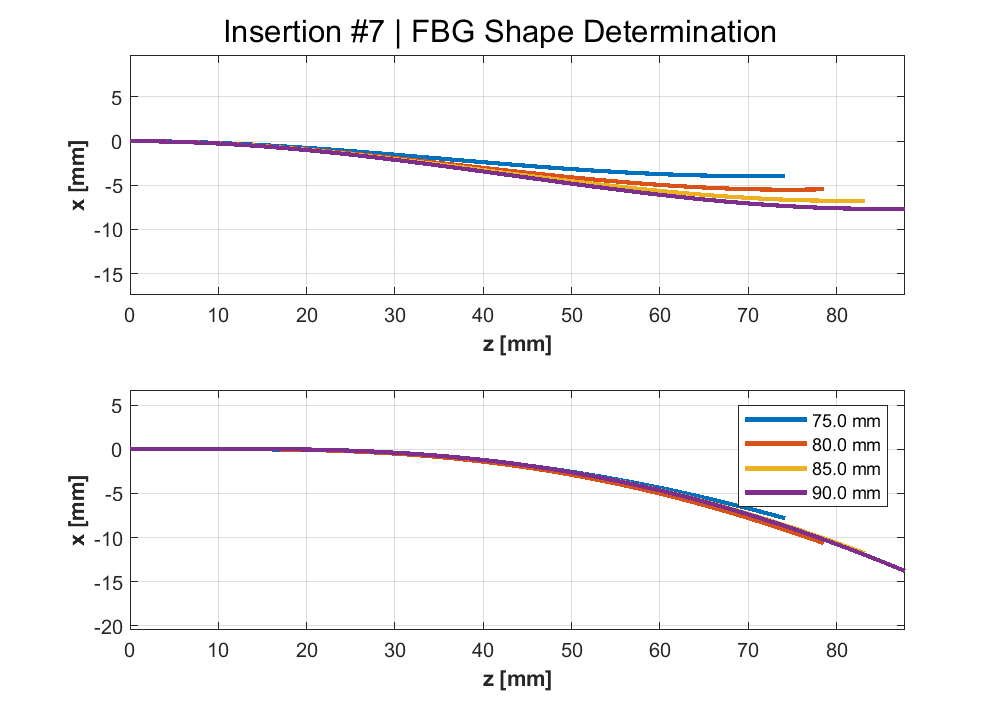 Insertion #7 | FBG Shape Determination
5
0
-5
-10
-15
x [mm]
0 10 20 30 40 50 60 70 80
z [mm]
5
0
-5
-10
-15
-20
x [mm]
75.0 mm
80.0 mm
85.0 mm
90.0 mm
0 10 20 30 40 50 60 70 80
z [mm]